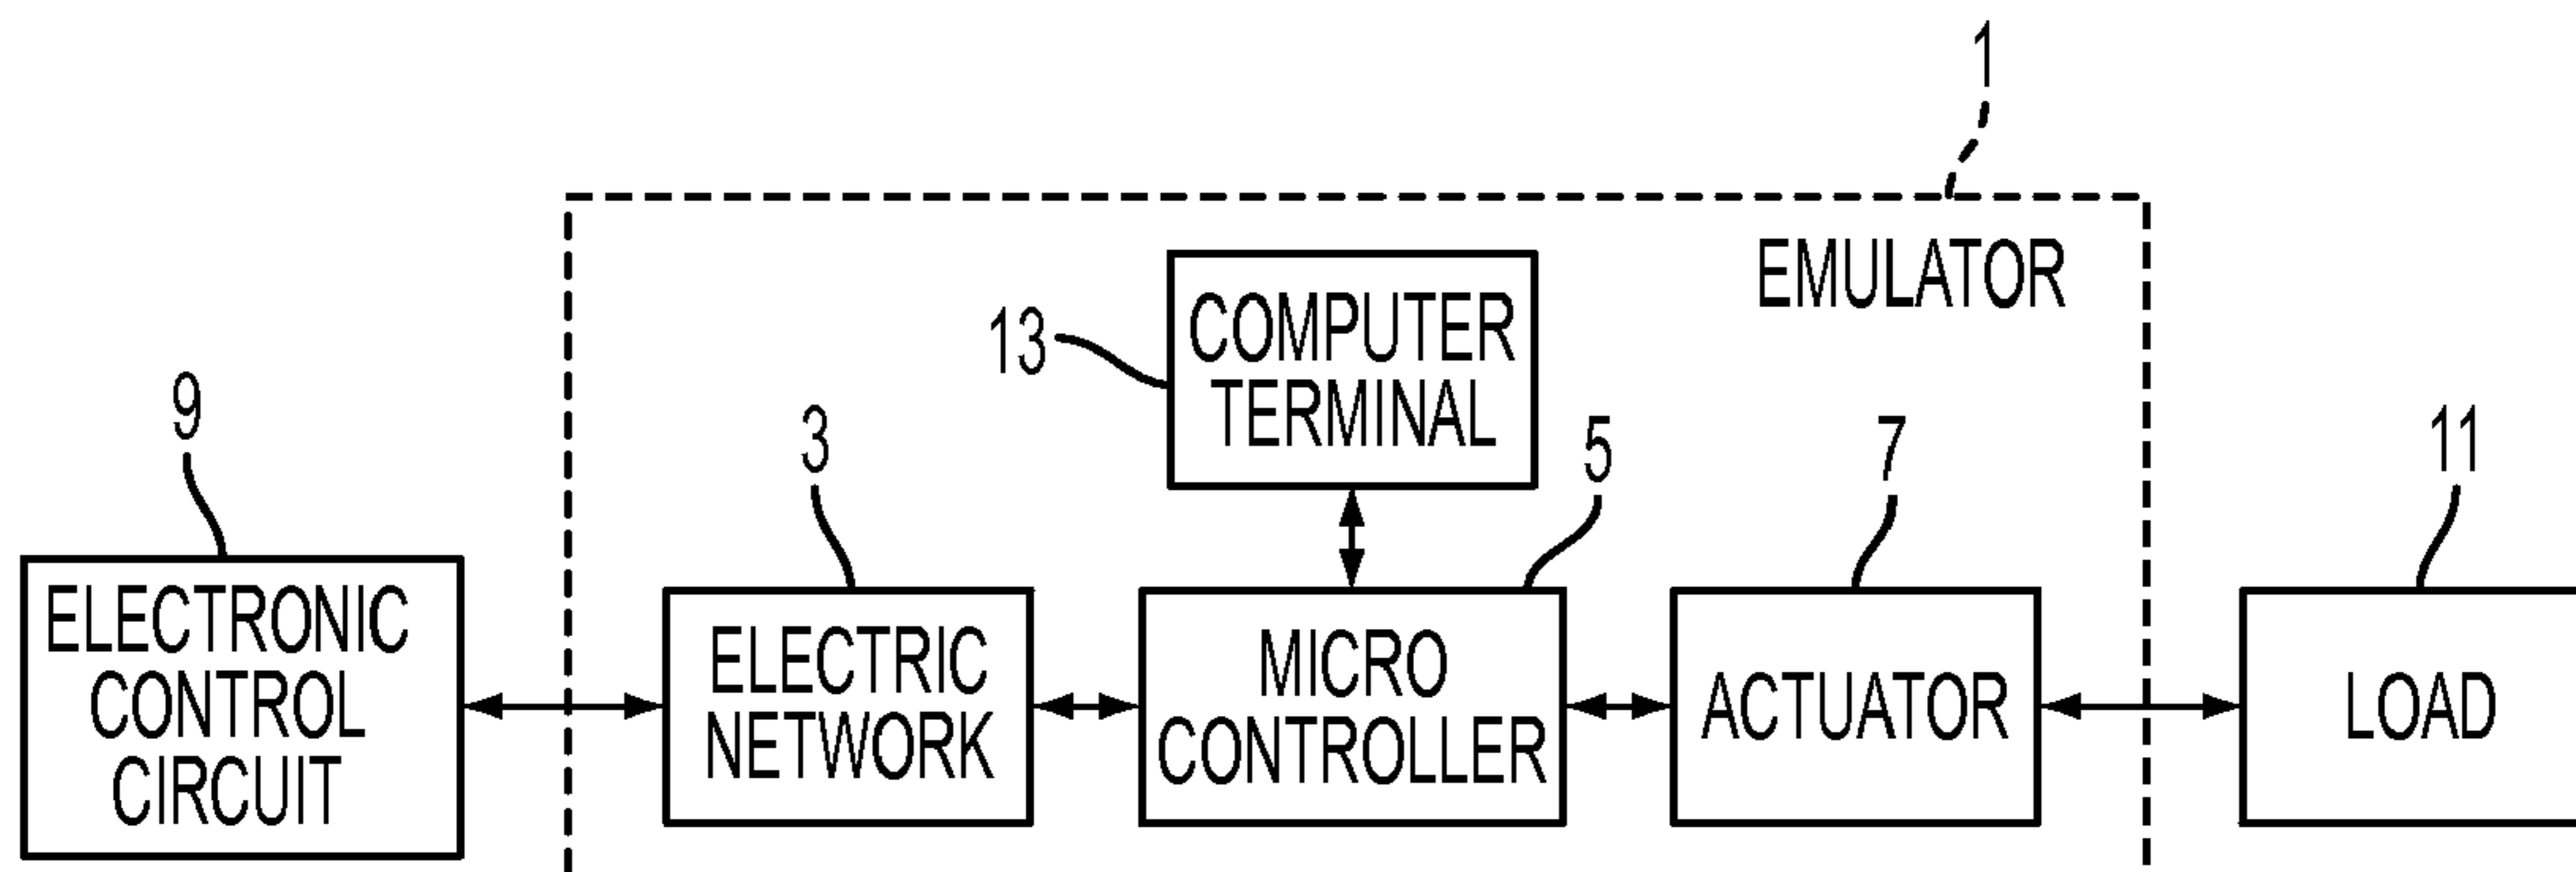 1
EMULATOR
13
COMPUTER
TERMINAL
9
3
5
7
11
ELECTRONIC
CONTROL
CIRCUIT
ELECTRIC
NETWORK
MICRO
CONTROLLER
ACTUATOR
LOAD